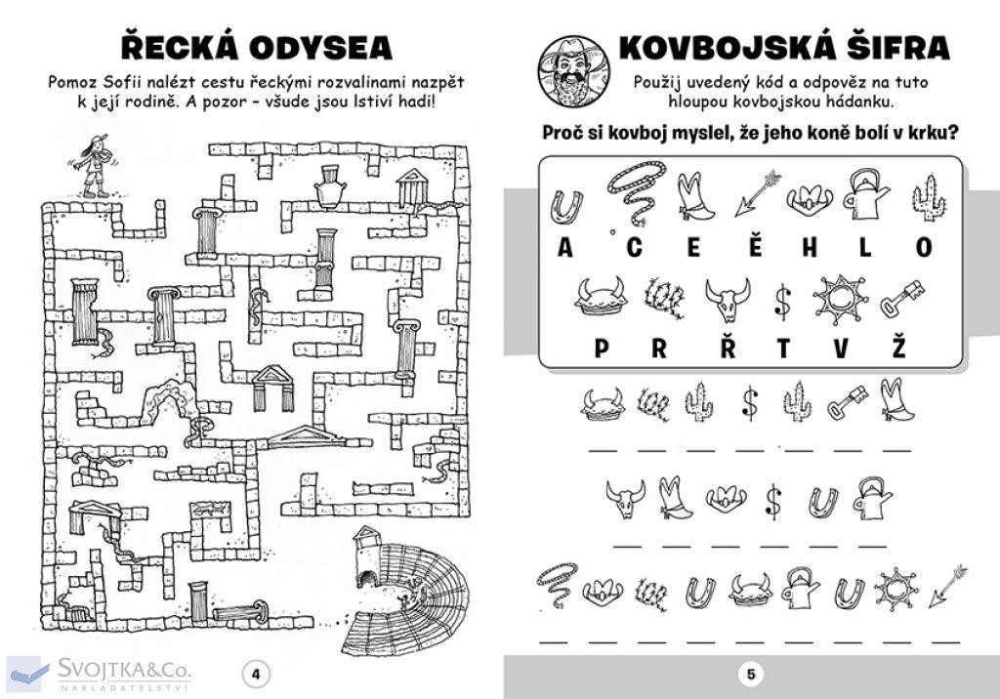 ŘECKÁ ODYSEA
Pomoz Sofii nalézt cestu řeckými rozvalinami nazpět
k její rodině. A pozor – všude jsou lstiví hadi!
SVOJTKA&CO.
NAKLADATELSTVÍ
4
KOVBOJSKÁ ŠIFRA
Použij uvedený kód a odpověz na tuto
hloupou kovbojskou hádanku.
Proč si kovboj myslel, že jeho koně bolí v krku?
A C E Ě H L O
P R Ř T V Ž
5